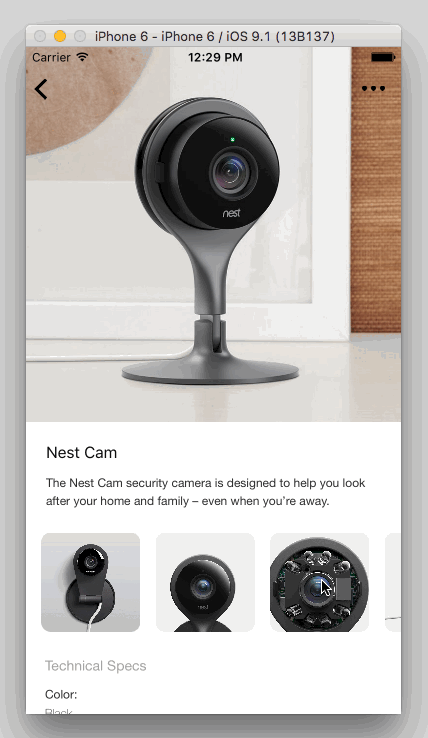 iPhone 6 - iPhone 6 / iOS 9.1 (13B137)
Carrier 12:29 PM
nest
Nest Cam
The Nest Cam security camera is designed to help you look
after your home and family – even when you're away.
nest
Technical Specs
Color:
Black